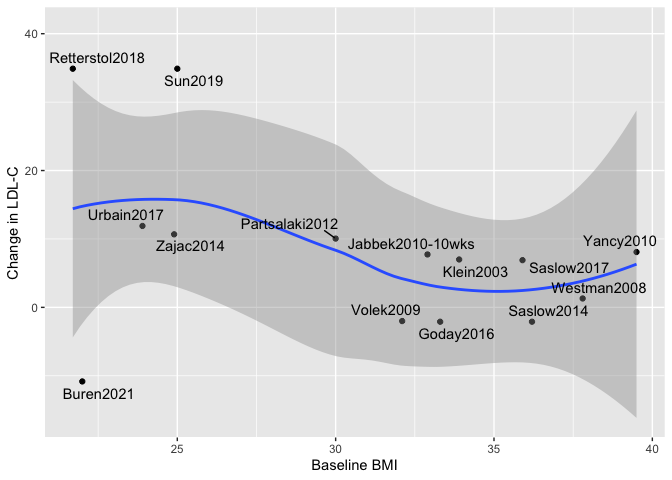 40
Retterstol2018
Sun2019
20
Urbain2017
Partsalaki2012
Zajac2014
Jabbek2010-10wks
Yancy2010
Klein2003
Saslow2017
Westman2008
0
Volek2009
Saslow2014
Goday2016
Buren2021
Change in LDL-C
25
30
35
40
Baseline BMI